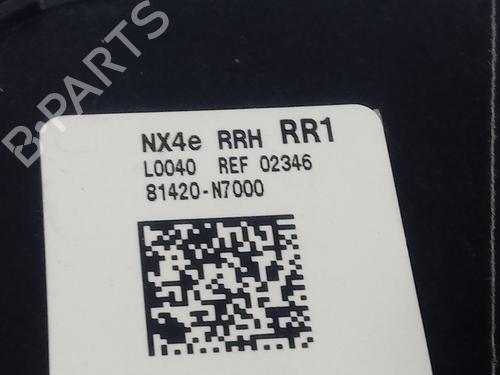 B-PARTS
NX4e RRH RR1
L0040 REF 02346
81420-N7000